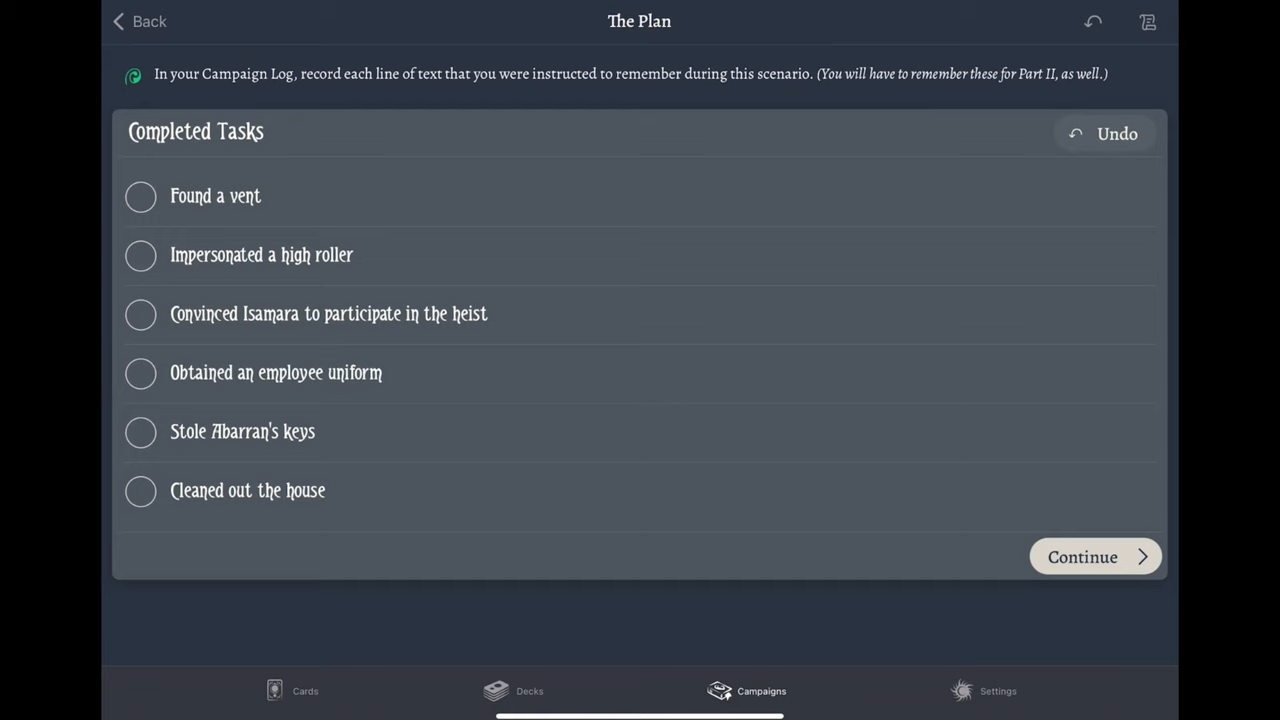 Back
The Plan
In your Campaign Log, record each line of text that you were instructed to remember during this scenario. (You will have to remember these for Part II, as well.)
Completed Tasks
Undo
Found a vent
Impersonated a high roller
Convinced Isamara to participate in the heist
Obtained an employee uniform
Stole Abarran's keys
Cleaned out the house
Continue
Cards
Decks
Campaigns
Settings